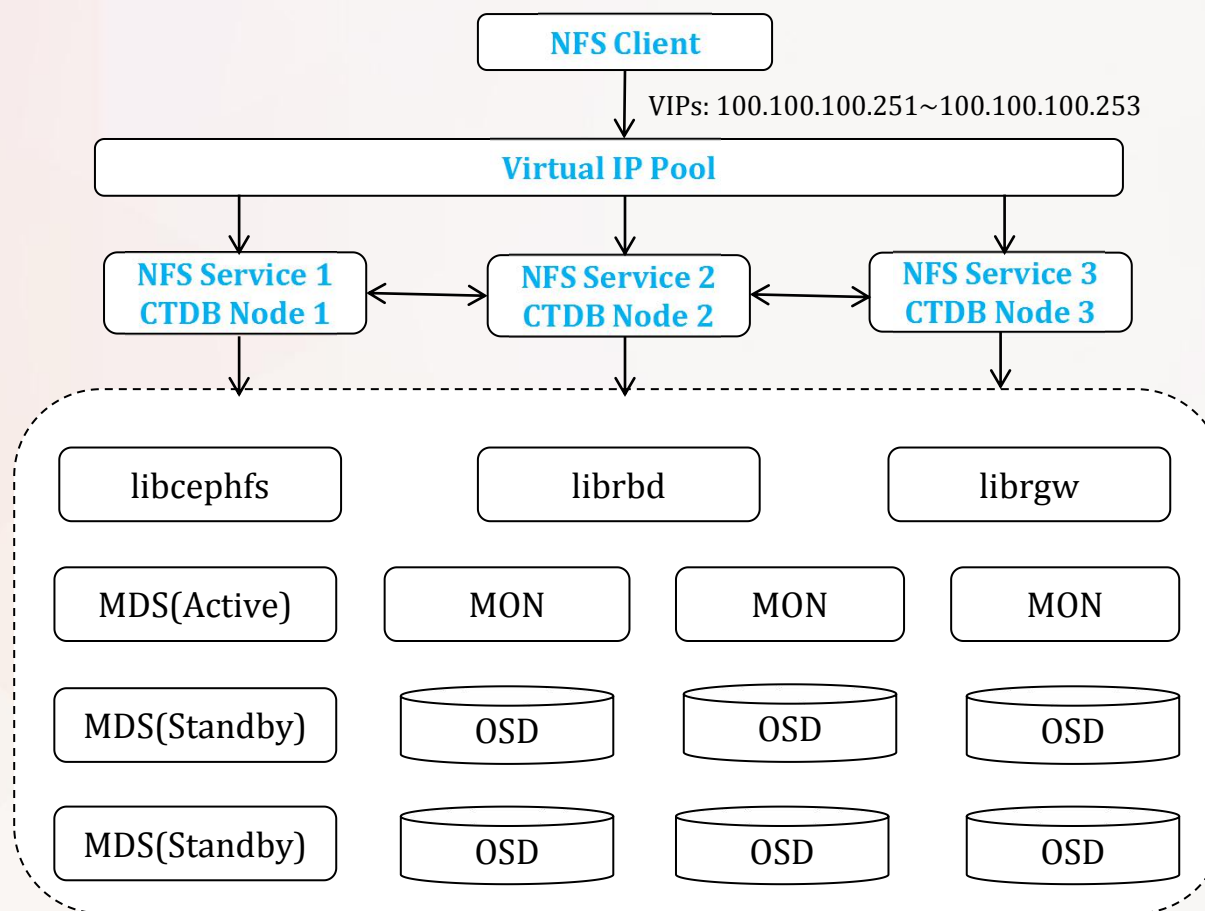 NFS Client
VIPs: 100.100.100.251~100.100.100.253
Virtual IP Pool
NFS Service 1
CTDB Node 1
NFS Service 2
CTDB Node 2
NFS Service 3
CTDB Node 3
libcephfs
librbd
librgw
MDS(Active)
MON
MON
MON
MDS(Standby)
OSD
OSD
OSD
MDS(Standby)
OSD
OSD
OSD